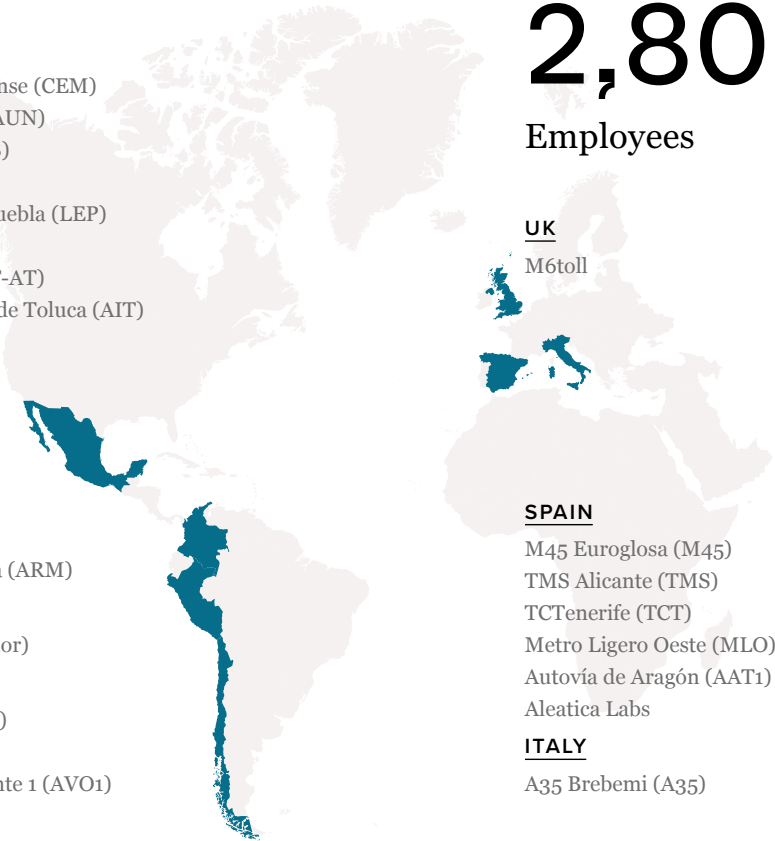 nse (CEM)
AUN)
)
uebla (LEP)
-AT)
de Toluca (AIT)
(ARM)
or)
)
nte 1 (AVO1)
2,80
Employees
UK
M6toll
SPAIN
M45 Euroglosa (M45)
TMS Alicante (TMS)
TCTenerife (TCT)
Metro Ligero Oeste (MLO)
Autovía de Aragón (AAT1)
Aleatica Labs
ITALY
A35 Brebemi (A35)